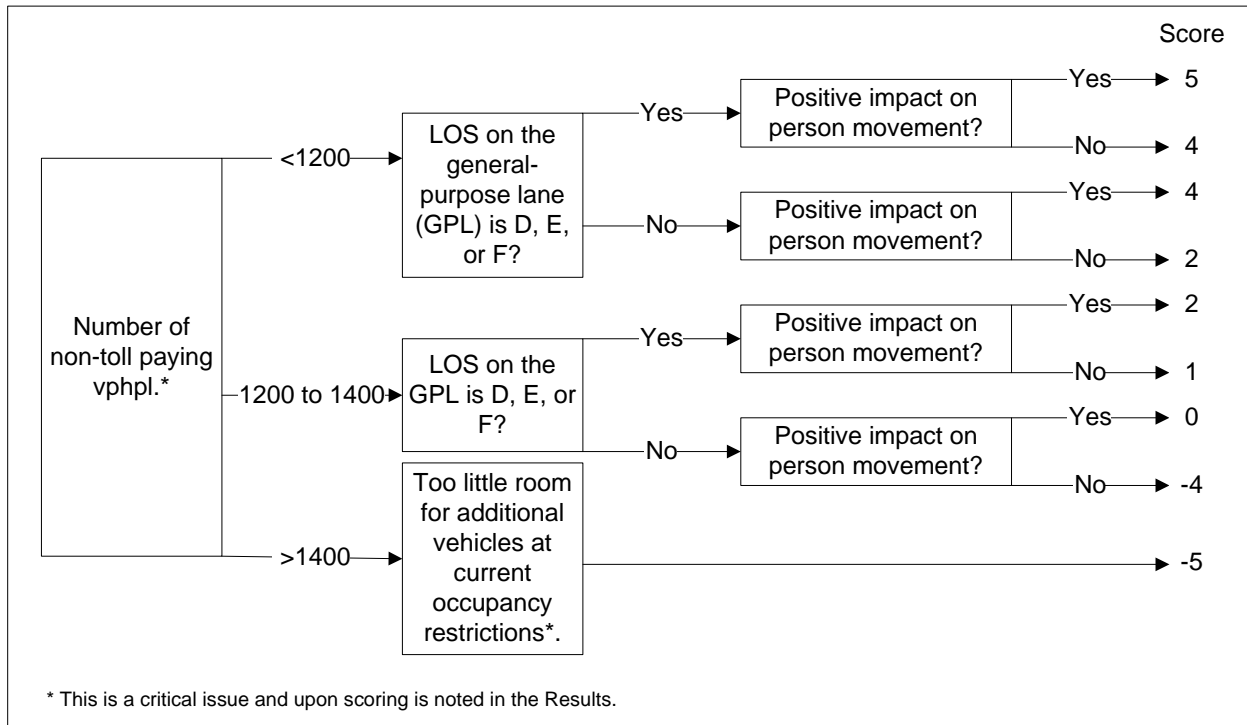 Score
Number of
non-toll paying
vphpl.*
<1200
LOS on the
general-
purpose lane
(GPL) is D, E,
or F?
Yes
Positive impact on
person movement?
Yes
5
No
4
No
Positive impact on
person movement?
Yes
4
No
2
1200 to 1400
LOS on the
GPL is D, E, or
F?
Yes
Positive impact on
person movement?
Yes
2
No
1
No
Positive impact on
person movement?
Yes
0
No
-4
>1400
Too little room
for additional
vehicles at
current
occupancy
restrictions*.
-5
* This is a critical issue and upon scoring is noted in the Results.